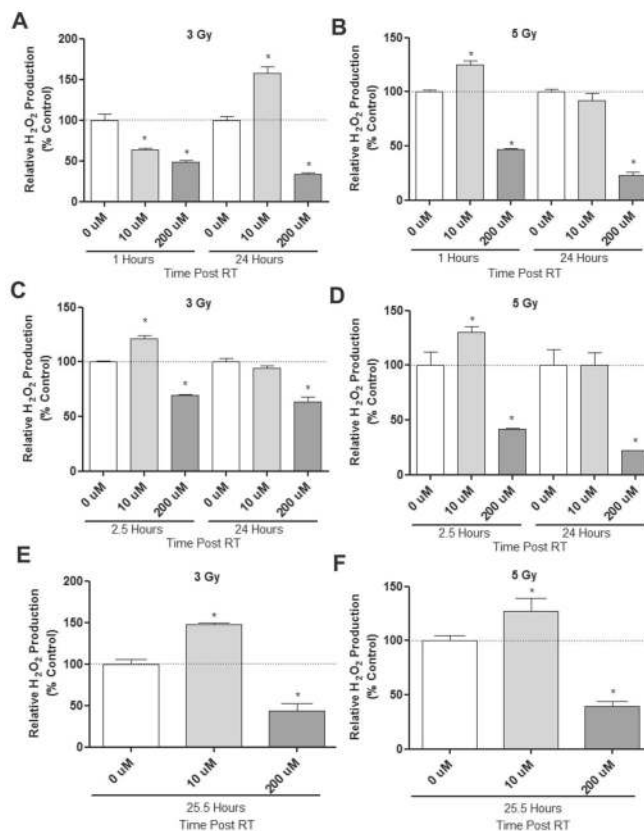 A
3 Gy
Relative H₂O₂ Production
(% Control)
200
150
100
50
0
*
*
*
*
0 uM
10 uM
200 uM
0 uM
10 uM
200 uM
1 Hours
24 Hours
Time Post RT
B
5 Gy
Relative H₂O₂ Production
(% Control)
150
100
50
0
*
*
*
0 uM
10 uM
200 uM
0 uM
10 uM
200 uM
1 Hours
24 Hours
Time Post RT
C
3 Gy
Relative H₂O₂ Production
(% Control)
150
100
50
0
*
*
*
0 uM
10 uM
200 uM
0 uM
10 uM
200 uM
2.5 Hours
24 Hours
Time Post RT
D
5 Gy
Relative H₂O₂ Production
(% Control)
150
100
50
0
*
*
*
0 uM
10 uM
200 uM
0 uM
10 uM
200 uM
2.5 Hours
24 Hours
Time Post RT
E
3 Gy
Relative H₂O₂ Production
(% Control)
200
150
100
50
0
*
*
0 uM
10 uM
200 uM
25.5 Hours
Time Post RT
F
5 Gy
Relative H₂O₂ Production
(% Control)
150
100
50
0
*
*
0 uM
10 uM
200 uM
25.5 Hours
Time Post RT